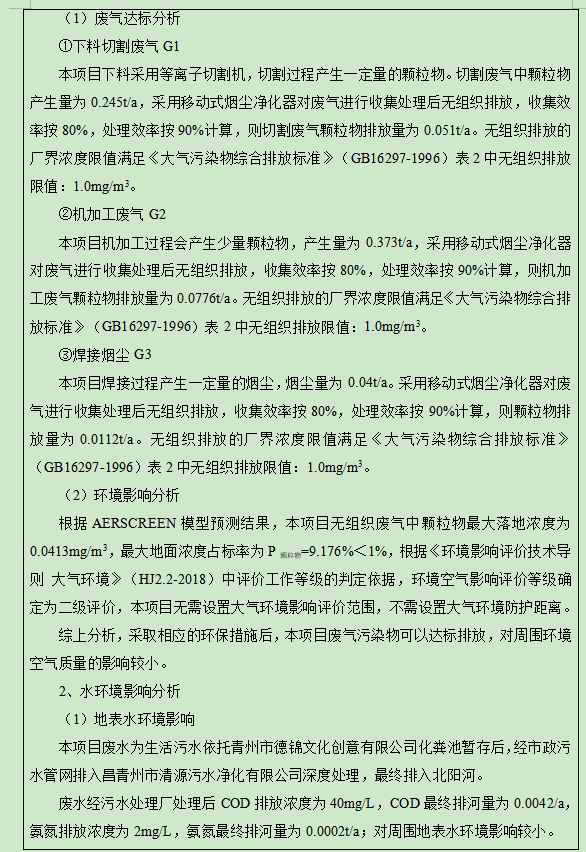 （1）废气达标分析
①下料切割废气 G1
本项目下料采用等离子切割机，切割过程产生一定量的颗粒物。切割废气中颗粒物
产生量为 0.245t/a，采用移动式烟尘净化器对废气进行收集处理后无组织排放，收集效
率按 80%，处理效率按 90%计算，则切割废气颗粒物排放量为 0.051t/a。无组织排放的
厂界浓度限值满足《大气污染物综合排放标准》（GB16297-1996）表 2 中无组织排放
限值：1.0mg/m³。
②机加工废气 G2
本项目机加工过程会产生少量颗粒物，产生量为 0.373t/a，采用移动式烟尘净化器
对废气进行收集处理后无组织排放，收集效率按 80%，处理效率按 90%计算，则机加
工废气颗粒物排放量为 0.0776t/a。无组织排放的厂界浓度限值满足《大气污染物综合排
放标准》（GB16297-1996）表 2 中无组织排放限值：1.0mg/m³。
③焊接烟尘 G3
本项目焊接过程产生一定量的烟尘，烟尘量为 0.04t/a。采用移动式烟尘净化器对废
气进行收集处理后无组织排放，收集效率按 80%，处理效率按 90%计算，则颗粒物排
放量为 0.0112t/a。无组织排放的厂界浓度限值满足《大气污染物综合排放标准》
（GB16297-1996）表 2 中无组织排放限值：1.0mg/m³。
（2）环境影响分析
根据 AERSCREEN 模型预测结果，本项目无组织废气中颗粒物最大落地浓度为
0.0413mg/m³，最大地面浓度占标率为 P 颗粒物=9.176%＜1%，根据《环境影响评价技术导
则 大气环境》（HJ2.2-2018）中评价工作等级的判定依据，环境空气影响评价等级确
定为二级评价，本项目无需设置大气环境影响评价范围，不需设置大气环境防护距离。
综上分析，采取相应的环保措施后，本项目废气污染物可以达标排放，对周围环境
空气质量的影响较小。
2、水环境影响分析
（1）地表水环境影响
本项目废水为生活污水依托青州市德锦文化创意有限公司化粪池暂存后，经市政污
水管网排入昌青州市清源污水净化有限公司深度处理，最终排入北阳河。
废水经污水处理厂处理后 COD 排放浓度为 40mg/L，COD 最终排河量为 0.0042/a，
氨氮排放浓度为 2mg/L，氨氮最终排河量为 0.0002t/a；对周围地表水环境影响较小。